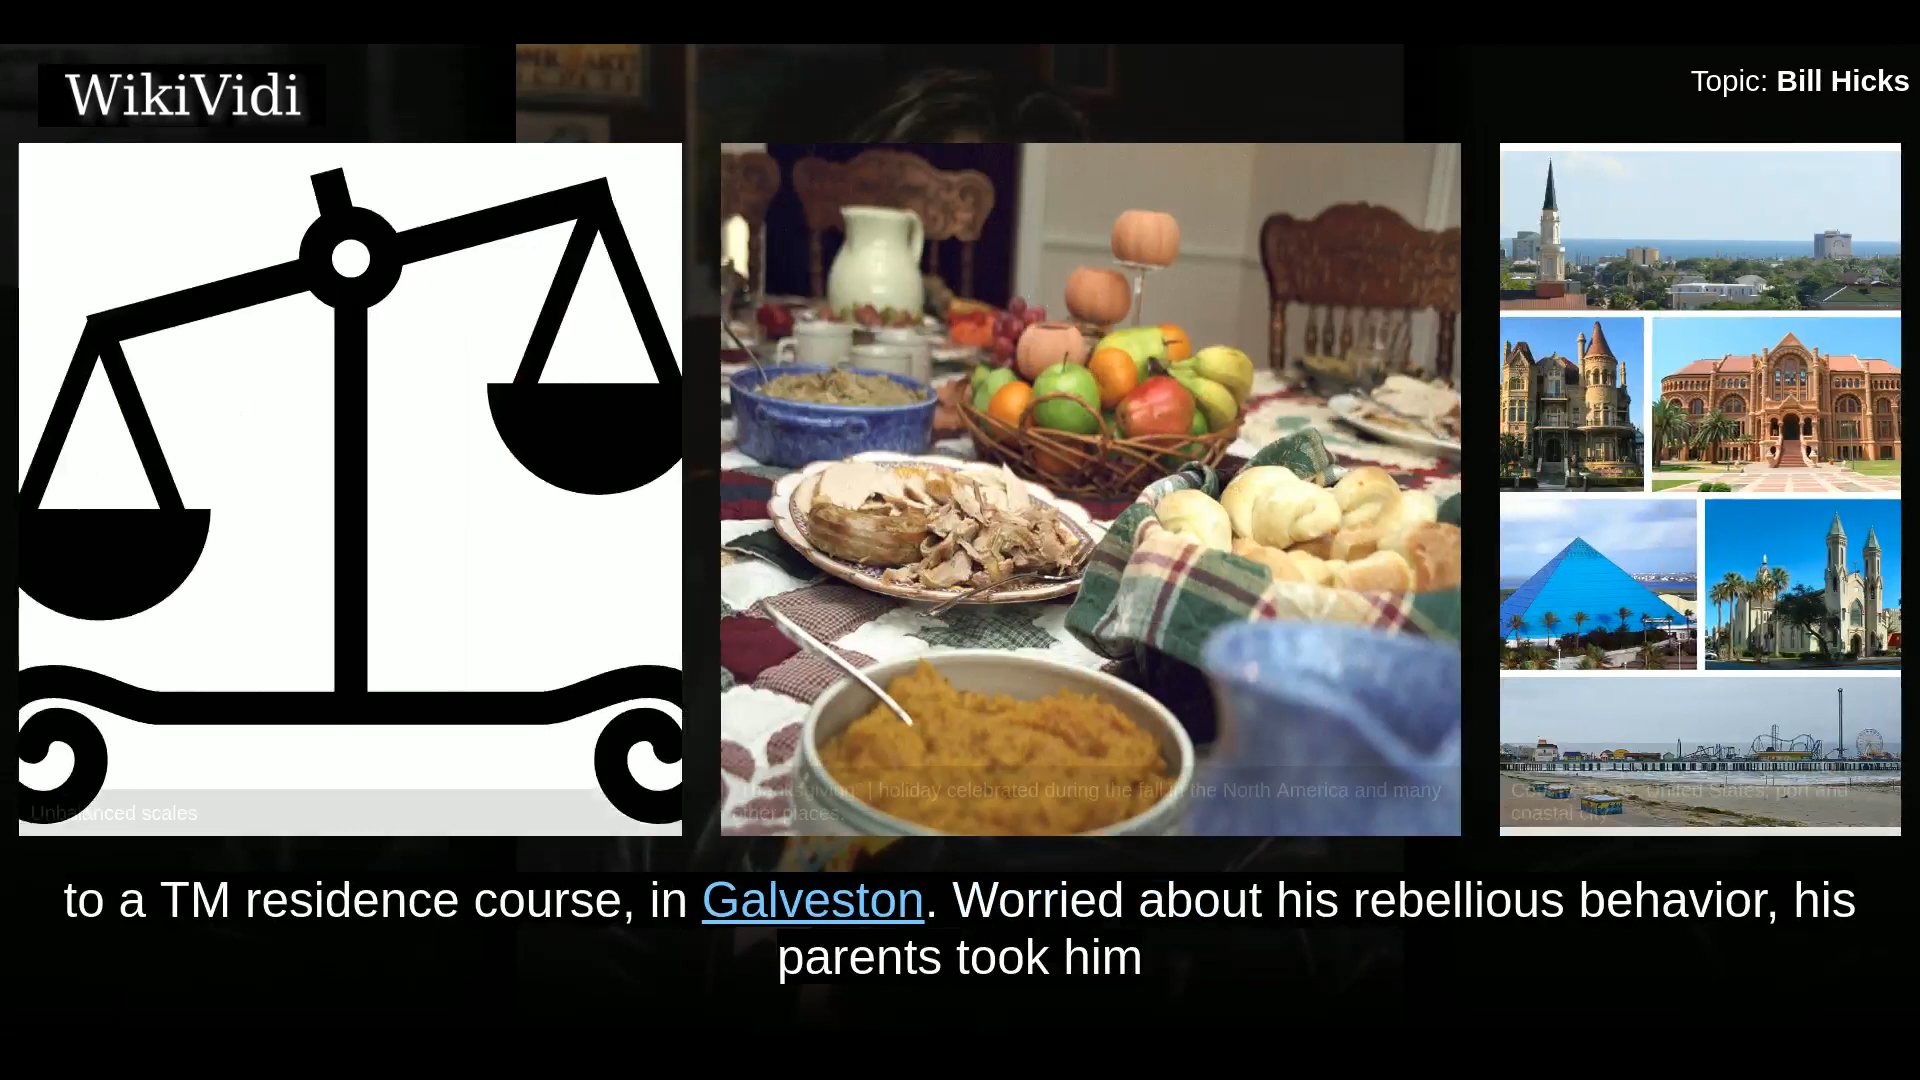 WikiVidi
Topic: Bill Hicks
Unbalanced scales
holiday celebrated during the fall in the North America and many
other places.
United States; port and
coastal city
to a TM residence course, in Galveston. Worried about his rebellious behavior, his
parents took him